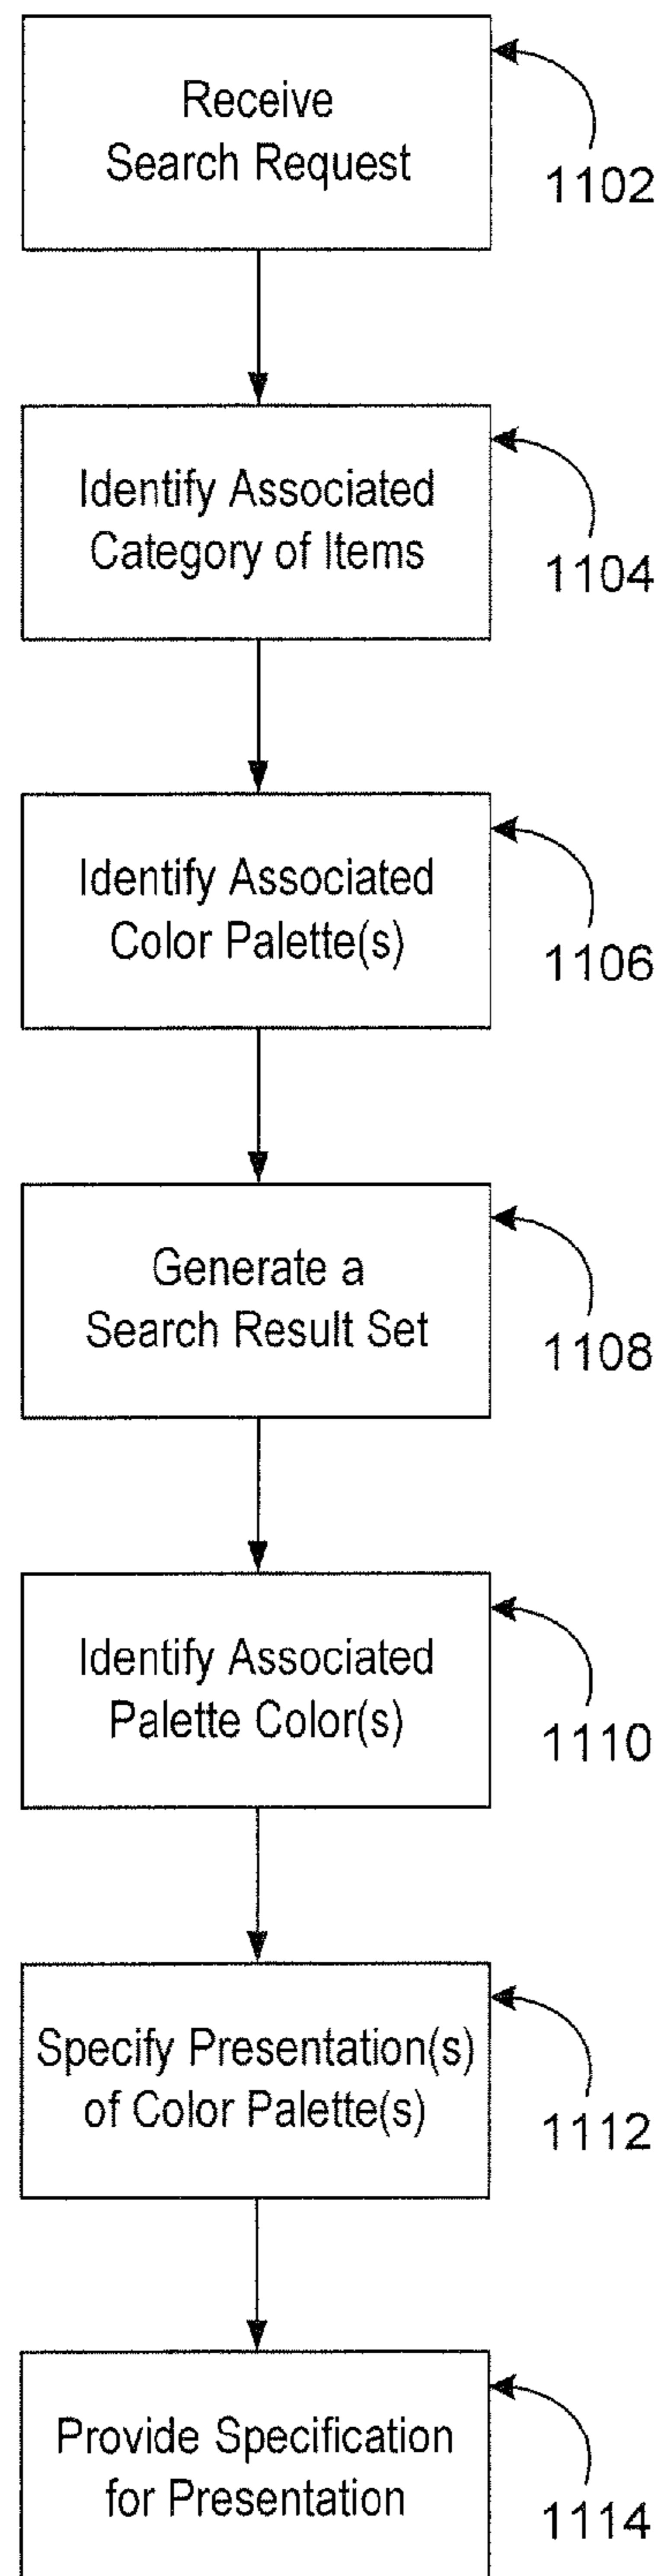 Receive
Search Request
1102
Identify Associated
Category of Items
1104
Identify Associated
Color Palette(s)
1106
Generate a
Search Result Set
1108
Identify Associated
Palette Color(s)
1110
Specify Presentation(s)
of Color Palette(s)
1112
Provide Specification
for Presentation
1114